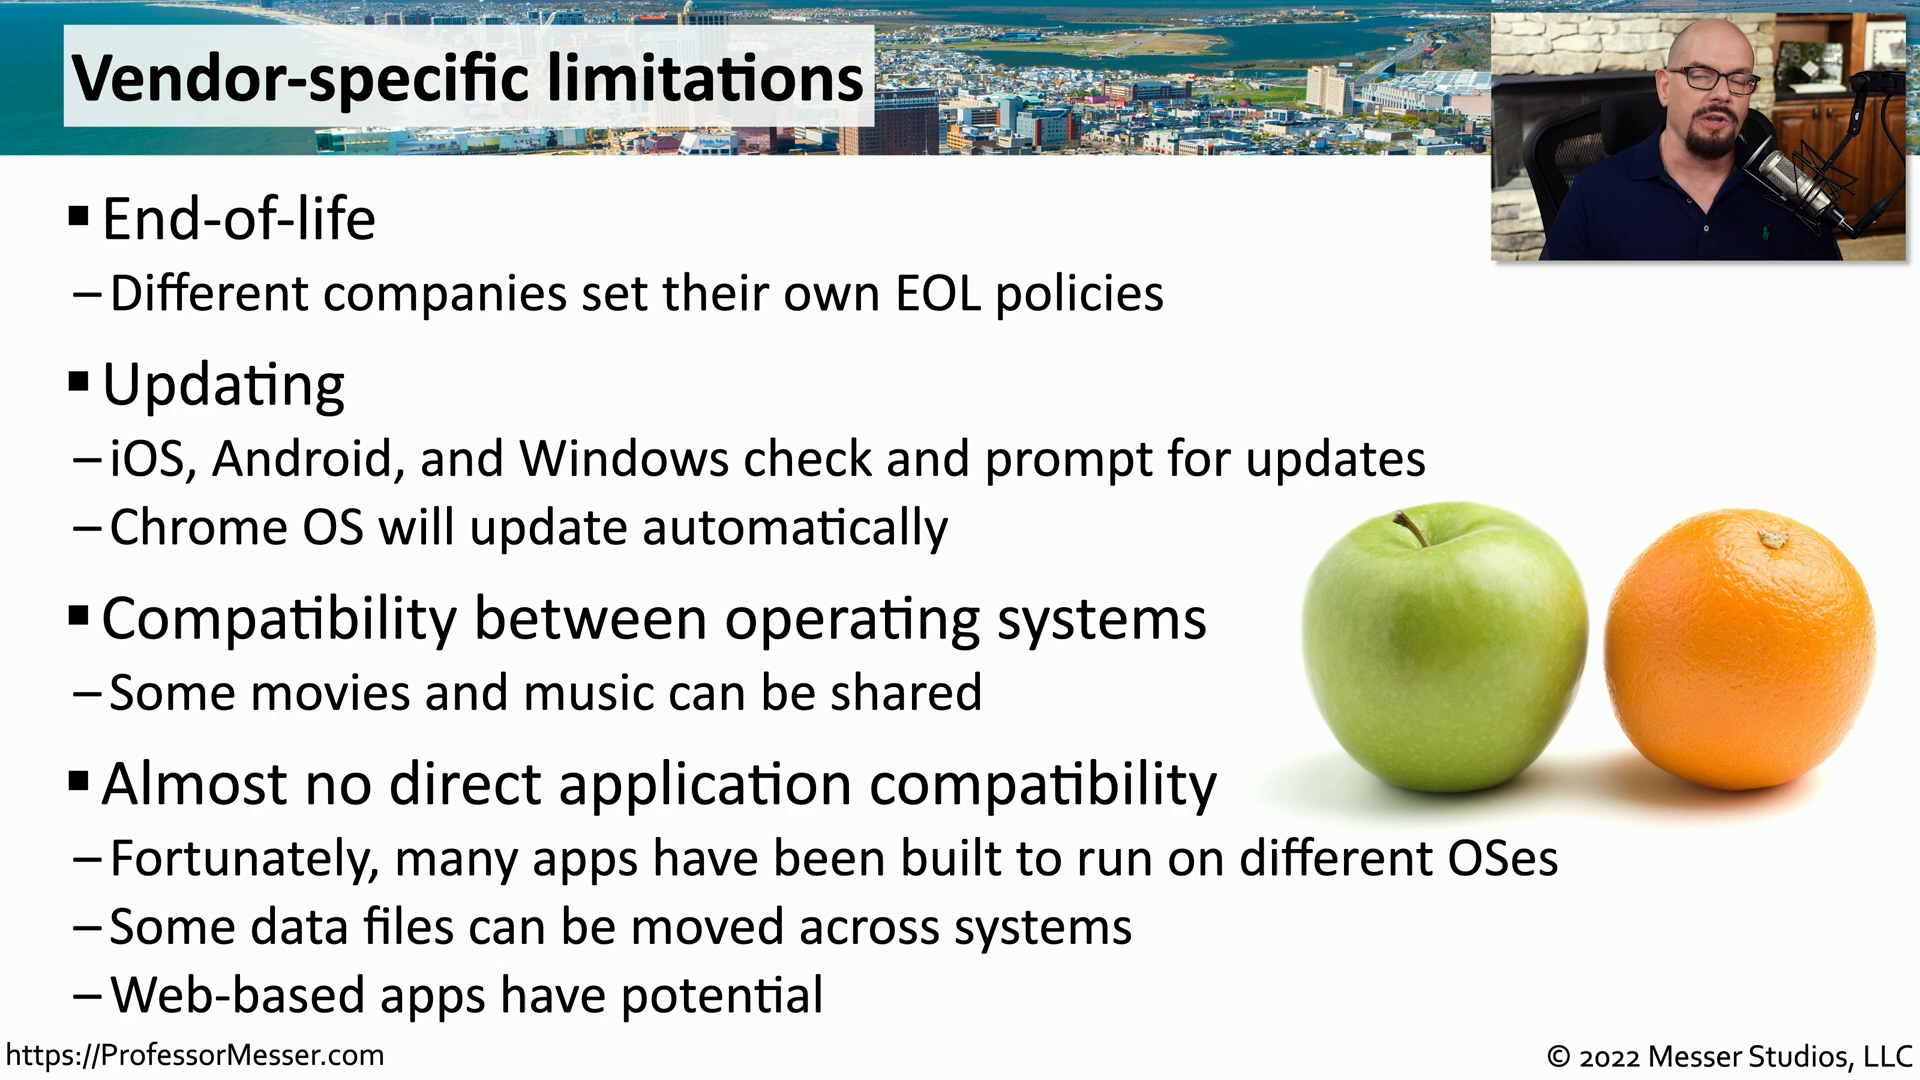 Vendor-specific limitations
▪ End-of-life
– Different companies set their own EOL policies
▪ Updating
– iOS, Android, and Windows check and prompt for updates
– Chrome OS will update automatically
▪ Compatibility between operating systems
– Some movies and music can be shared
▪ Almost no direct application compatibility
– Fortunately, many apps have been built to run on different OSes
– Some data files can be moved across systems
– Web-based apps have potential
https://ProfessorMesser.com
© 2022 Messer Studios, LLC